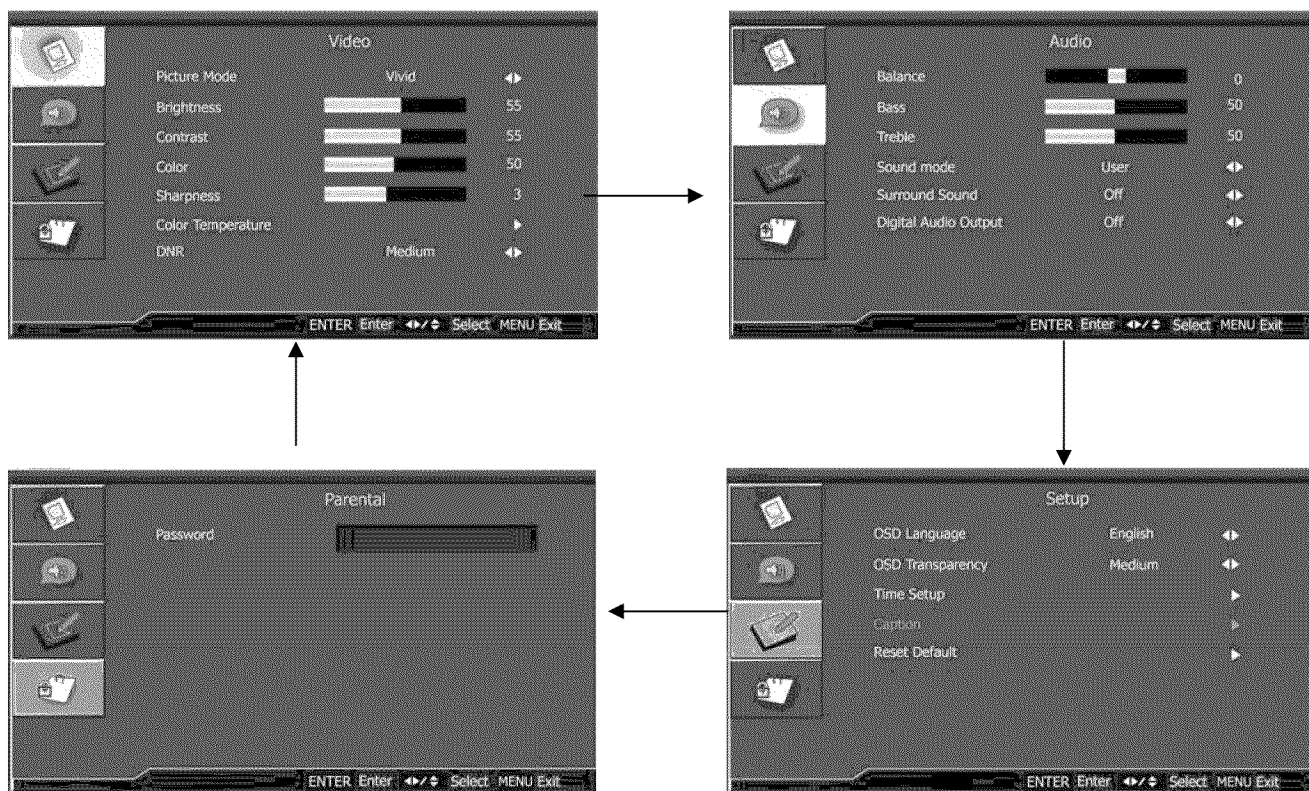 Video
Picture Mode Vivid
Brightness 55
Contrast 55
Color 50
Sharpness 3
Color Temperature
DNR Medium
ENTER Enter Select MENU Exit
Audio
Balance 0
Bass 50
Treble 50
Sound mode User
Surround Sound Off
Digital Audio Output Off
ENTER Enter Select MENU Exit
Parental
Password
ENTER Enter Select MENU Exit
Setup
OSD Language English
OSD Transparency Medium
Time Setup
Caption
Reset Default
ENTER Enter Select MENU Exit